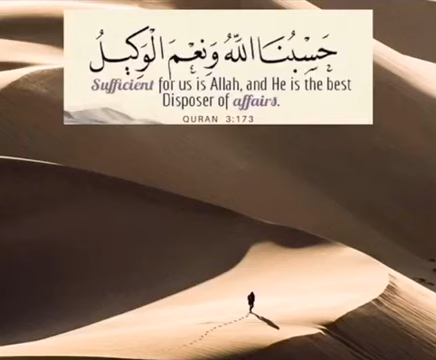 حَسْبُنَا اللّٰهُ وَنِعْمَ الْوَكِيلُ
Sufficient for us is Allah, and He is the best
Disposer of affairs.
QURAN 3:173